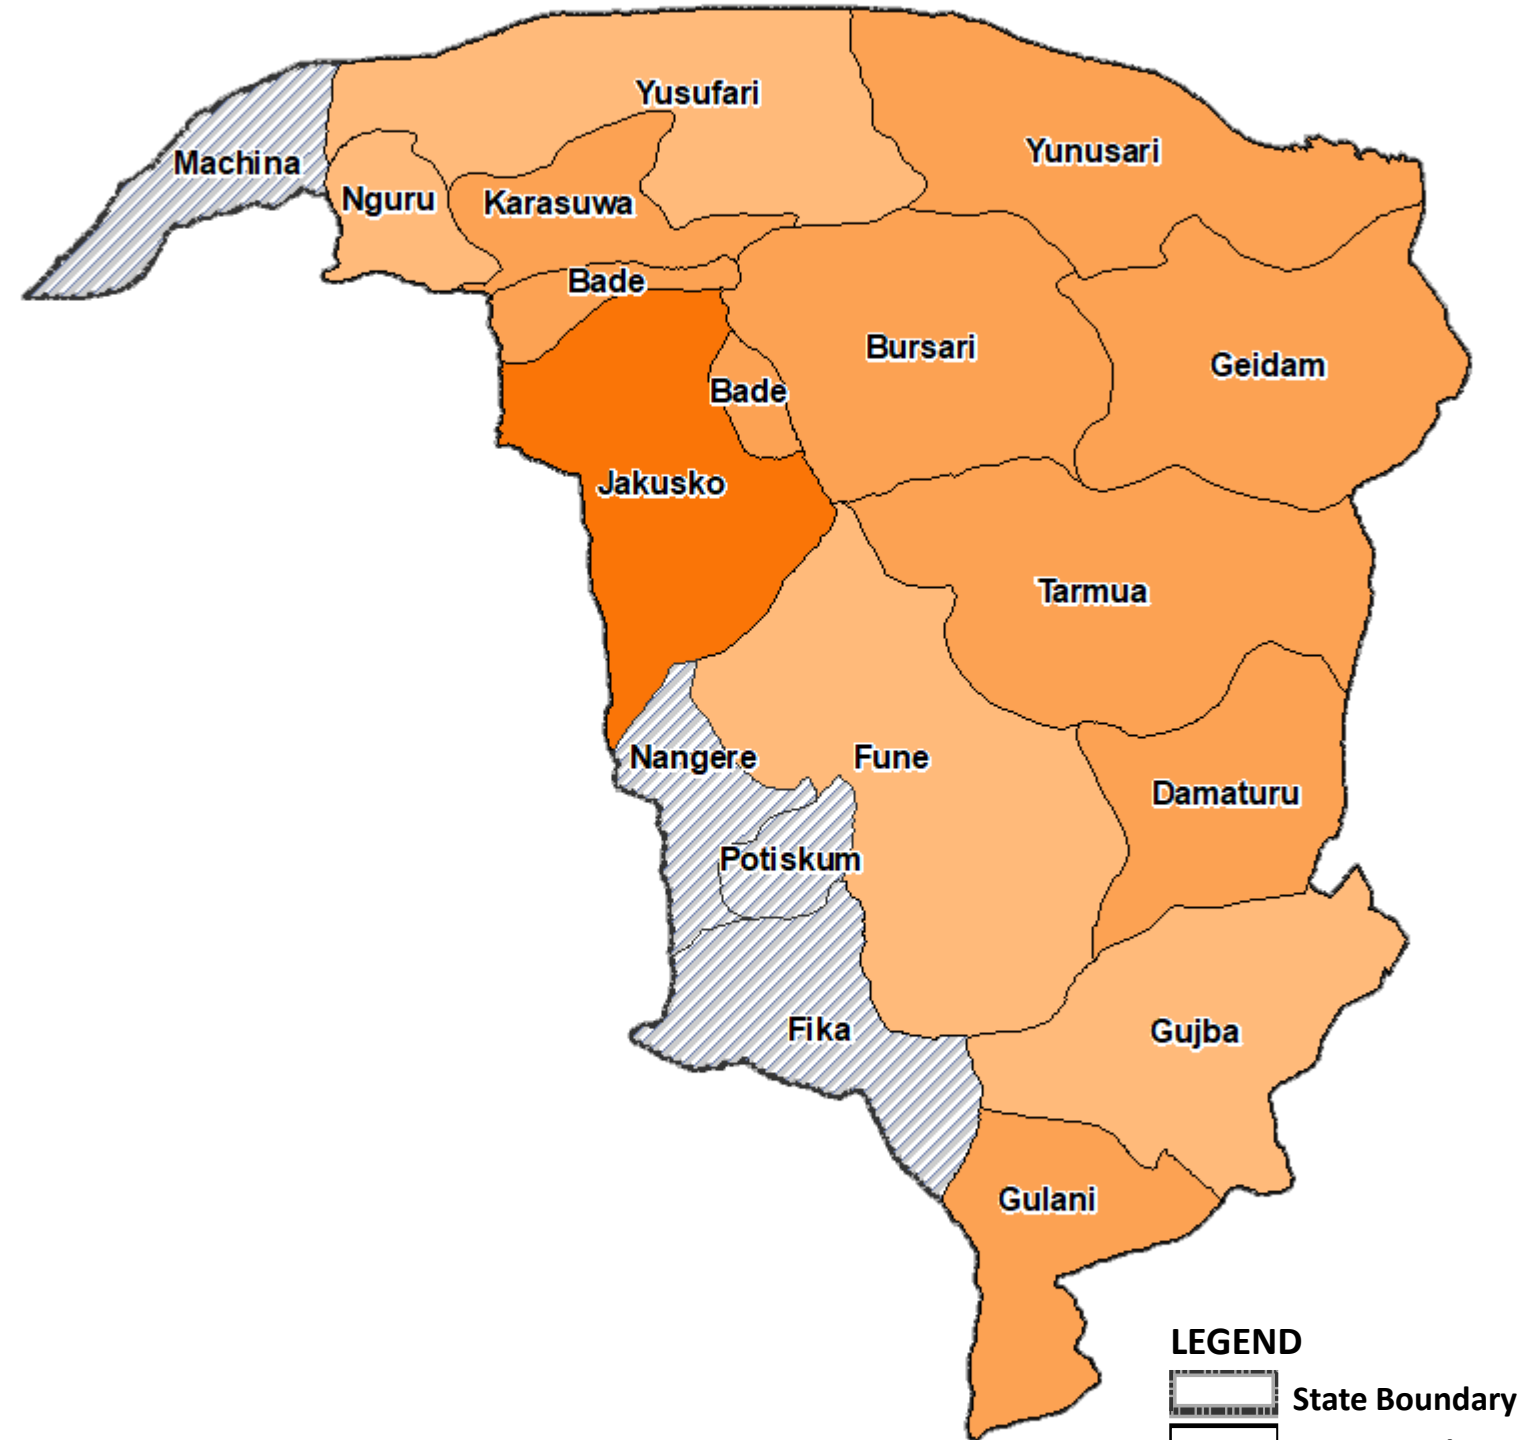 Yusufari
Yunusari
Machina
Nguru
Karasuwa
Bade
Bursari
Geidam
Bade
Jakusko
Tarmua
Nangere
Fune
Damaturu
Potiskum
Fika
Gujba
Gulani
LEGEND
State Boundary